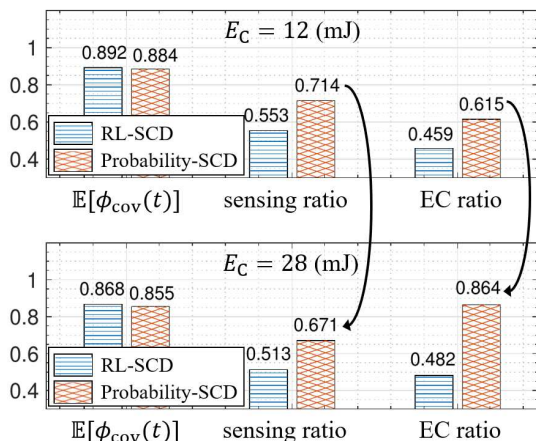 E_C = 12 (mJ)
1
0.8
0.6
0.4
0.892
0.884
0.553
0.714
0.459
0.615
RL-SCD
Probability-SCD
𝔼[ϕ_cov(t)]
sensing ratio
EC ratio
E_C = 28 (mJ)
1
0.8
0.6
0.4
0.868
0.855
0.513
0.671
0.482
0.864
RL-SCD
Probability-SCD
𝔼[ϕ_cov(t)]
sensing ratio
EC ratio